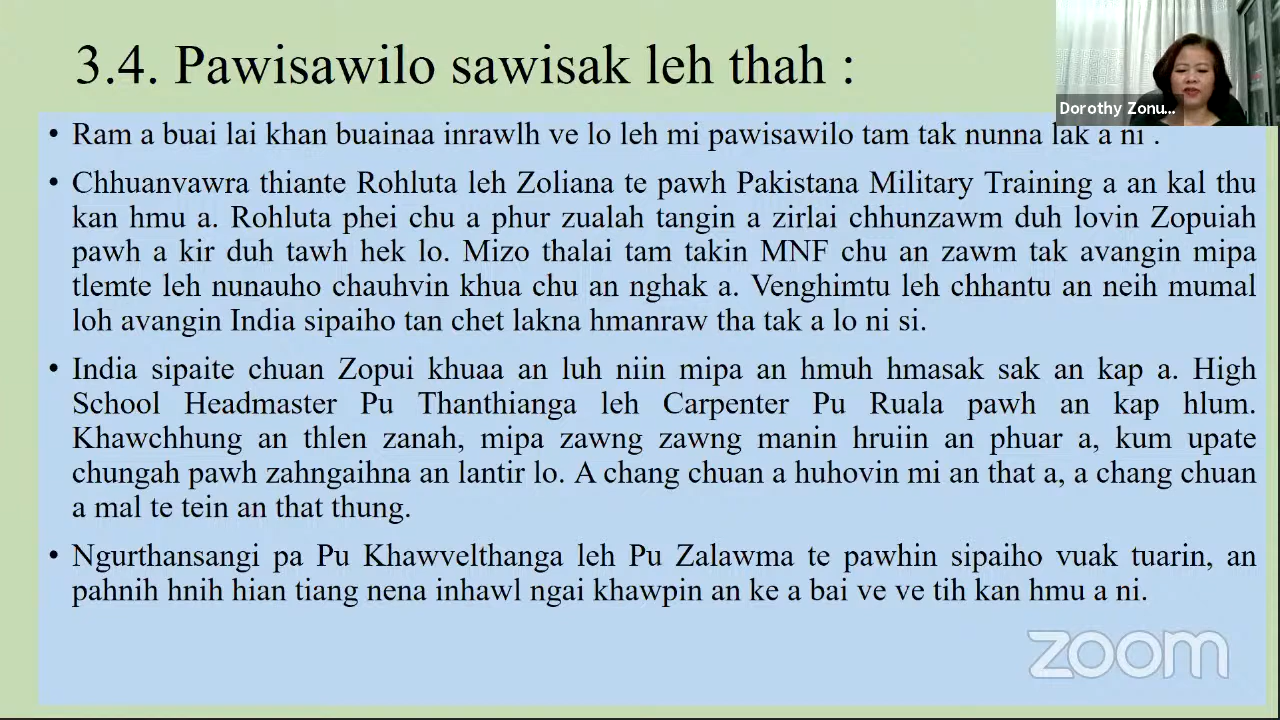 3.4. Pawisawilo sawisak leh thah :
Dorothy Zonu...
• Ram a buai lai khan buainaa inrawlh ve lo leh mi pawisawilo tam tak nunna lak a ni .
• Chhuanvawra thiante Rohluta leh Zoliana te pawh Pakistana Military Training a an kal thu
kan hmu a. Rohluta phei chu a phur zualah tangin a zirlai chhunzawm duh lovin Zopuiah
pawh a kir duh tawh hek lo. Mizo thalai tam takin MNF chu an zawm tak avangin mipa
tlemte leh nunauho chauhvin khua chu an nghak a. Venghimtu leh chhantu an neih mumal
loh avangin India sipaiho tan chet lakna hmanraw tha tak a lo ni si.
• India sipaite chuan Zopui khuaa an luh niin mipa an hmuh hmasak sak an kap a. High
School Headmaster Pu Thanthianga leh Carpenter Pu Ruala pawh an kap hlum.
Khawchhung an thlen zanah, mipa zawng zawng manin hruiin an phuar a, kum upate
chungah pawh zahngaihna an lantir lo. A chang chuan a huhovin mi an that a, a chang chuan
a mal te tein an that thung.
• Ngurthansangi pa Pu Khawvelthanga leh Pu Zalawma te pawhin sipaiho vuak tuarin, an
pahnih hnih hian tiang nena inhawl ngai khawpin an ke a bai ve ve tih kan hmu a ni.
zoom